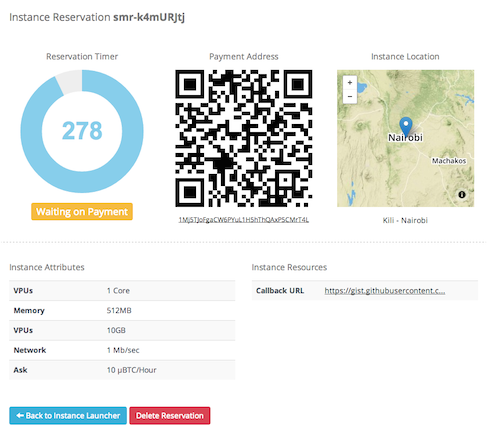 Instance Reservation smr-k4mURJtj
Reservation Timer
278
Waiting on Payment
Payment Address
1Mj5TJoFgaCW6PYuL1HShThQAxPSCMrT4L
Instance Location
+
-
Nairobi
Machakos
Kili - Nairobi
Instance Attributes
VPUs 1 Core
Memory 512MB
VPUs 10GB
Network 1 Mb/sec
Ask 10 µBTC/Hour
Instance Resources
Callback URL https://gist.githubusercontent.c...
Back to Instance Launcher
Delete Reservation